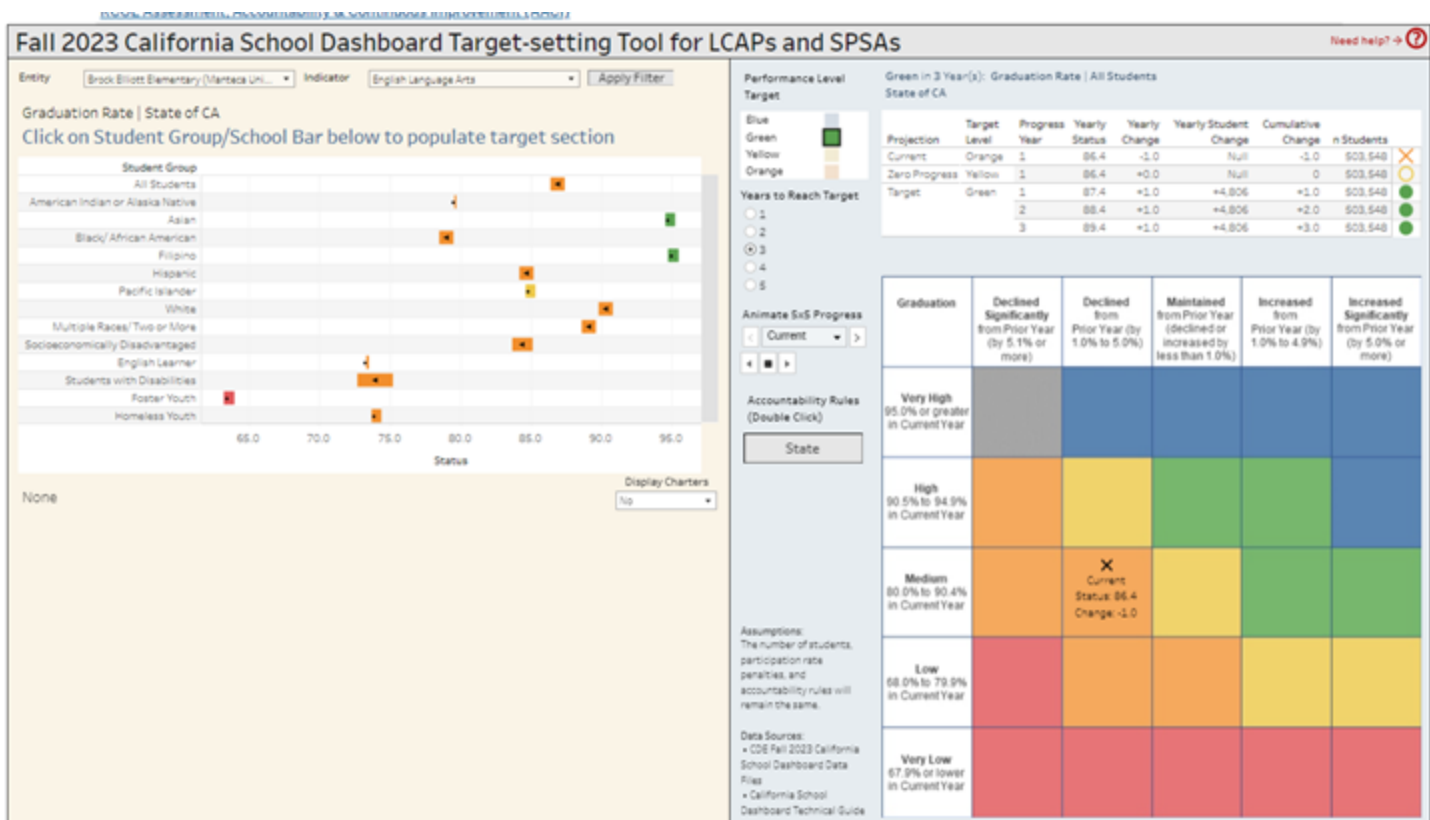 RCOE Assessment, Accountability & Continuous Improvement (AACI)
Fall 2023 California School Dashboard Target-setting Tool for LCAPs and SPSAs
Need help? → ?
Entity
Brock Elliott Elementary (Manteca Uni...
Indicator
English Language Arts
Apply Filter
Graduation Rate | State of CA
Click on Student Group/School Bar below to populate target section
Student Group
All Students
American Indian or Alaska Native
Asian
Black/ African American
Filipino
Hispanic
Pacific Islander
White
Multiple Races/Two or More
Socioeconomically Disadvantaged
English Learner
Students with Disabilities
Foster Youth
Homeless Youth
65.0 70.0 75.0 80.0 85.0 90.0 95.0
Status
None
Display Charters
No
Performance Level
Target
Blue
Green
Yellow
Orange
Years to Reach Target
1
2
3
4
5
Animate 5x5 Progress
< Current >
Accountability Rules
(Double Click)
State
Assumptions:
The number of students,
participation rate
penalties, and
accountability rules will
remain the same.
Data Sources:
• CDE Fall 2023 California
School Dashboard Data
Files
• California School
Dashboard Technical Guide
Green in 3 Year(s): Graduation Rate | All Students
State of CA
Projection Target Level Progress Year Yearly Status Yearly Change Yearly Student Change Cumulative Change n Students
Current Orange 1 86.4 -1.0 Null -1.0 503,548
Zero Progress Yellow 1 86.4 +0.0 Null 0 503,548
Target Green 1 87.4 +1.0 +4,806 +1.0 503,548
2 88.4 +1.0 +4,806 +2.0 503,548
3 89.4 +1.0 +4,806 +3.0 503,548
Graduation
Declined
Significantly
from Prior Year
(by 5.1% or
more)
Declined
from
Prior Year (by
1.0% to 5.0%)
Maintained
from Prior Year
(declined or
increased by
less than 1.0%)
Increased
from
Prior Year (by
1.0% to 4.9%)
Increased
Significantly
from Prior Year
(by 5.0% or
more)
Very High
95.0% or greater
in Current Year
High
90.5% to 94.9%
in Current Year
Medium
80.0% to 90.4%
in Current Year
X
Current
Status: 86.4
Change: -1.0
Low
68.0% to 79.9%
in Current Year
Very Low
67.9% or lower
in Current Year